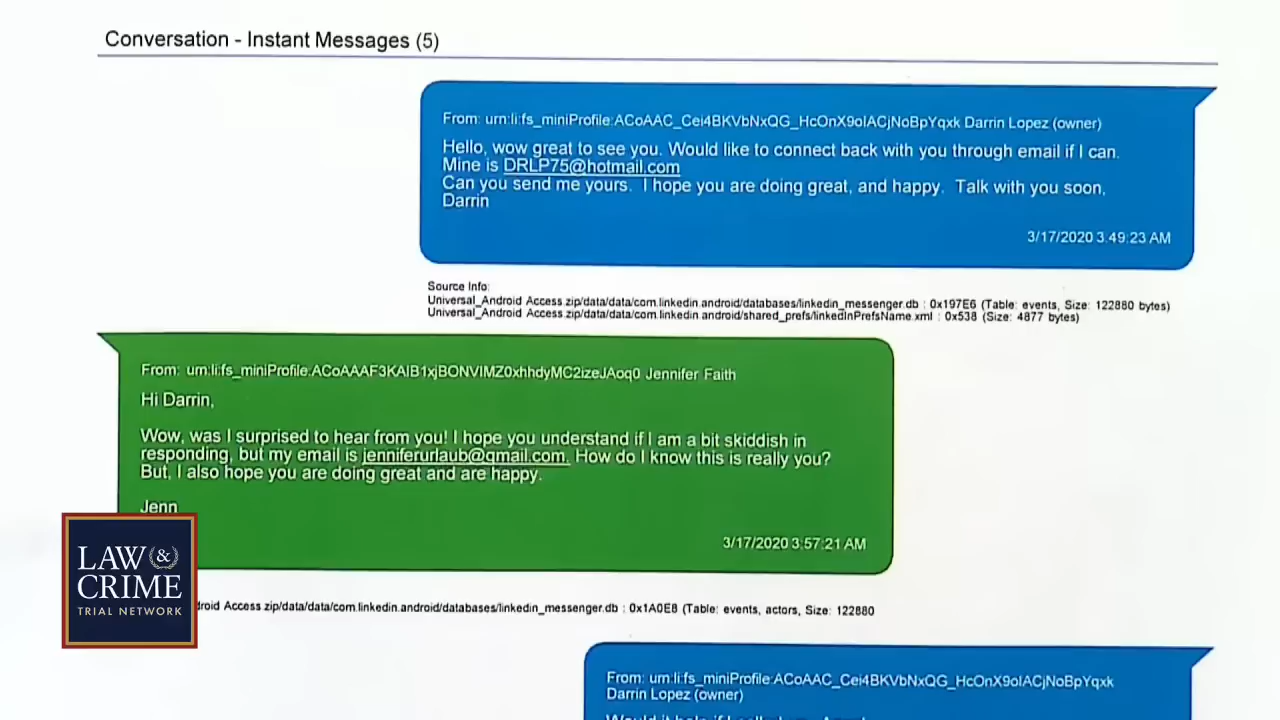 Conversation - Instant Messages (5)
From: urn:li:fs_miniProfile:ACoAAC_Cei4BKVbNxQG_HcOnX9olACjNoBpYqxk Darrin Lopez (owner)
Hello, wow great to see you. Would like to connect back with you through email if I can.
Mine is DRLP75@hotmail.com
Can you send me yours.  I hope you are doing great, and happy.  Talk with you soon,
Darrin
3/17/2020 3:49:23 AM
Source Info:
Universal_Android Access.zip/data/data/com.linkedin.android/databases/linkedin_messenger.db : 0x197E6 (Table: events, Size: 122880 bytes)
Universal_Android Access.zip/data/data/com.linkedin.android/shared_prefs/linkedInPrefsName.xml : 0x538 (Size: 4877 bytes)
From: urn:li:fs_miniProfile:ACoAAAF3KAIB1xjBONVIMZ0xhhdyMC2izeJAoq0 Jennifer Faith
Hi Darrin,
Wow, was I surprised to hear from you! I hope you understand if I am a bit skiddish in
responding, but my email is jenniferurlaub@gmail.com. How do I know this is really you?
But, I also hope you are doing great and are happy.
Jenn
3/17/2020 3:57:21 AM
LAW & CRIME
TRIAL NETWORK
droid Access.zip/data/data/com.linkedin.android/databases/linkedin_messenger.db : 0x1A0E8 (Table: events, actors, Size: 122880
From: urn:li:fs_miniProfile:ACoAAC_Cei4BKVbNxQG_HcOnX9olACjNoBpYqxk
Darrin Lopez (owner)